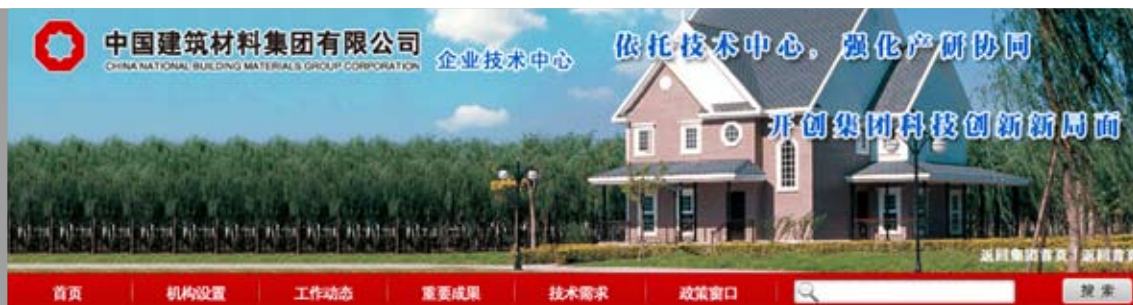 中国建筑材料集团有限公司
CHINA NATIONAL BUILDING MATERIALS GROUP CORPORATION
企业技术中心
依托技术中心，强化产研协同
开创集团科技创新新局面
返回集团首页 | 返回首页
首页 机构设置 工作动态 重要成果 技术需求 政策窗口 搜索